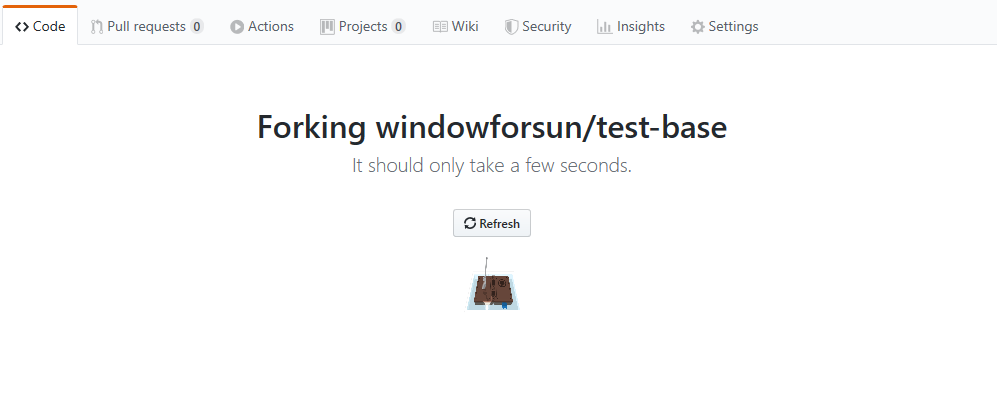 Code Pull requests 0 Actions Projects 0 Wiki Security Insights Settings
Forking windowforsun/test-base
It should only take a few seconds.
Refresh